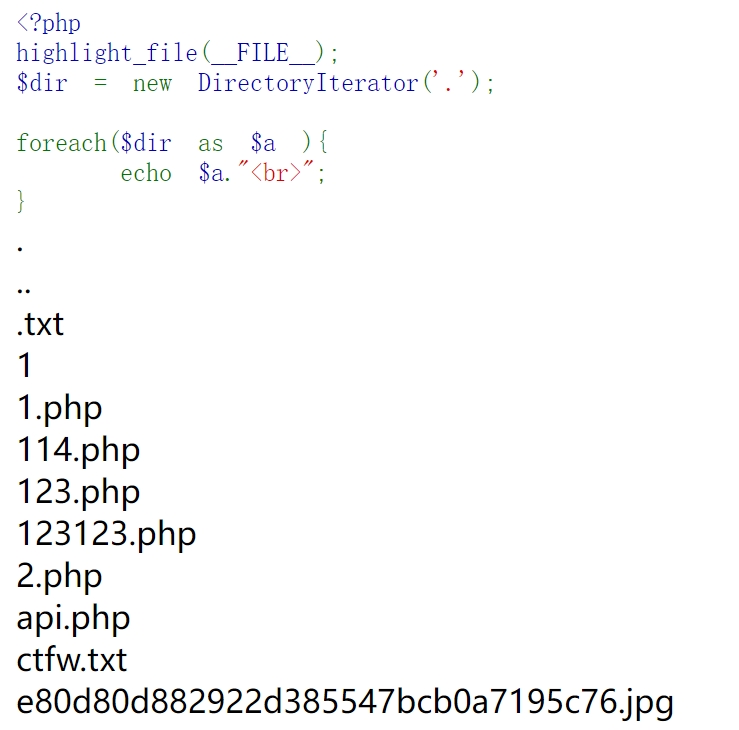 <?php
highlight_file(__FILE__);
$dir = new DirectoryIterator('.');
foreach($dir as $a ){
echo $a."<br>";
}
.
..
.txt
1
1.php
114.php
123.php
123123.php
2.php
api.php
ctfw.txt
e80d80d882922d385547bcb0a7195c76.jpg